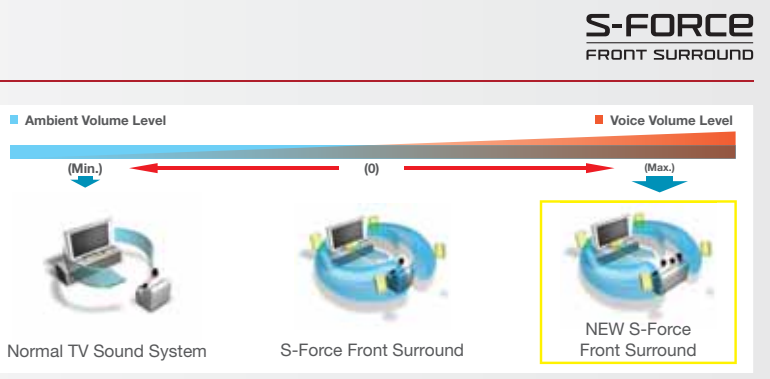 S-FORCE
FRONT SURROUND
Ambient Volume Level
Voice Volume Level
(Min.)
(0)
(Max.)
Normal TV Sound System
S-Force Front Surround
NEW S-Force
Front Surround